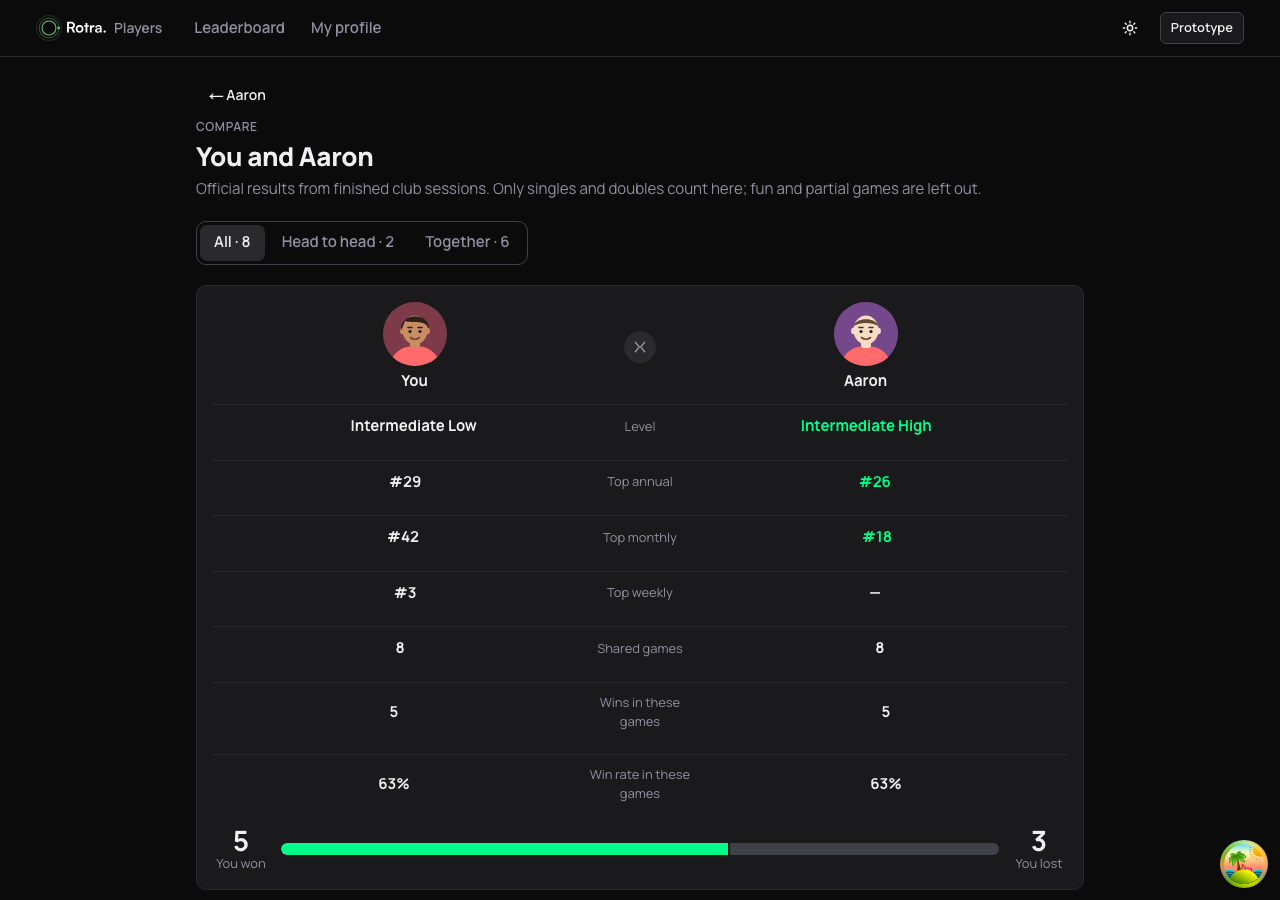 Rotra. Players Leaderboard My profile Prototype
← Aaron
COMPARE
You and Aaron
Official results from finished club sessions. Only singles and doubles count here; fun and partial games are left out.
All · 8 Head to head · 2 Together · 6
You Aaron
Intermediate Low Level Intermediate High
#29 Top annual #26
#42 Top monthly #18
#3 Top weekly —
8 Shared games 8
5 Wins in these games 5
63% Win rate in these games 63%
5 3
You won You lost